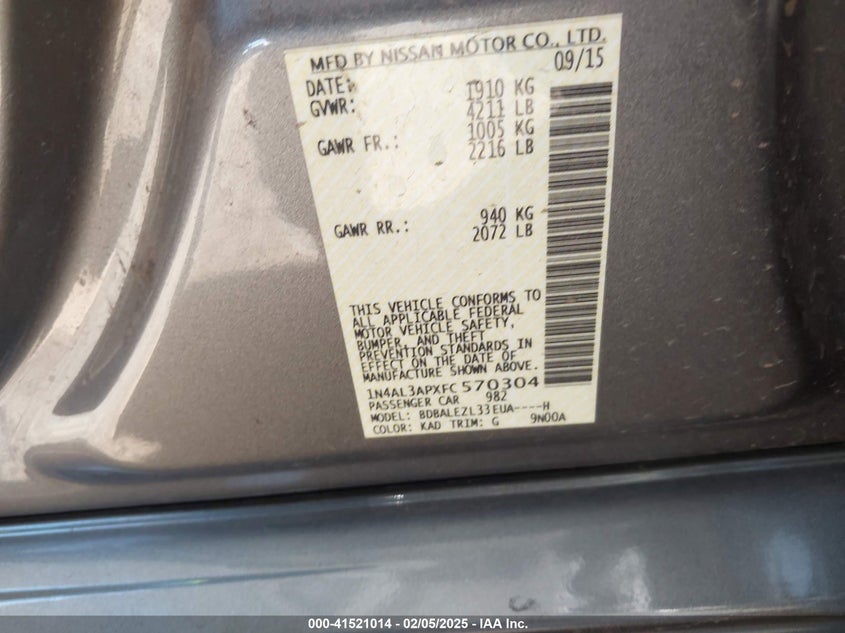 MFD BY NISSAN MOTOR CO., LTD.
DATE: 09/15
GVWR: 1910 KG
4211 LB
GAWR FR.: 1005 KG
2216 LB
GAWR RR.: 940 KG
2072 LB
THIS VEHICLE CONFORMS TO
ALL APPLICABLE FEDERAL
MOTOR VEHICLE SAFETY,
BUMPER, AND THEFT
PREVENTION STANDARDS IN
EFFECT ON THE DATE OF
MANUFACTURE SHOWN ABOVE.
1N4AL3APXFC570304
PASSENGER CAR 982
MODEL: BDBALEZL33EUA----H
COLOR: KAD TRIM: G 9N00A
000-41521014 - 02/05/2025 - IAA Inc.